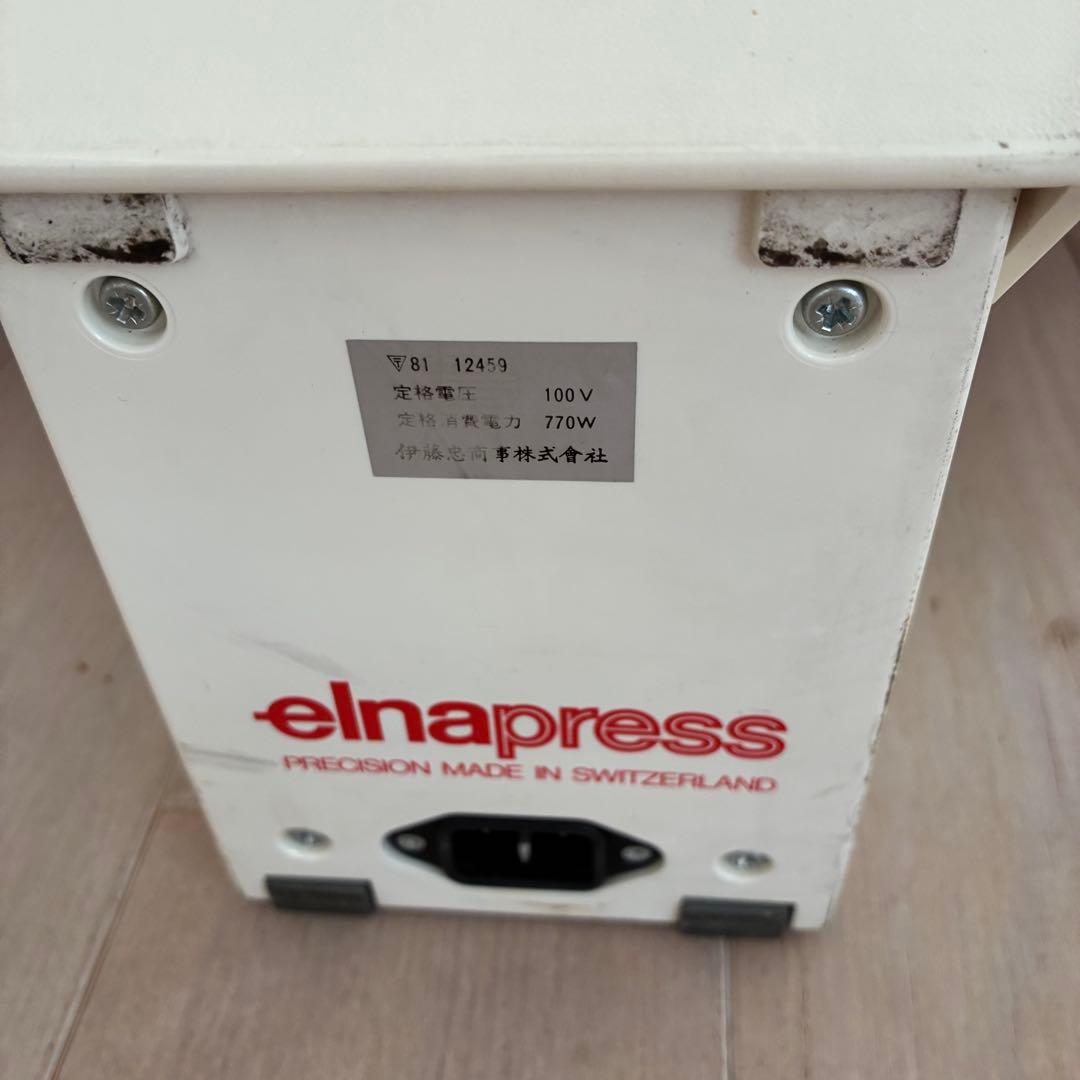 〒81 12459
定格電圧 100V
定格消費電力 770W
伊藤忠商事株式會社
elnapress
PRECISION MADE IN SWITZERLAND